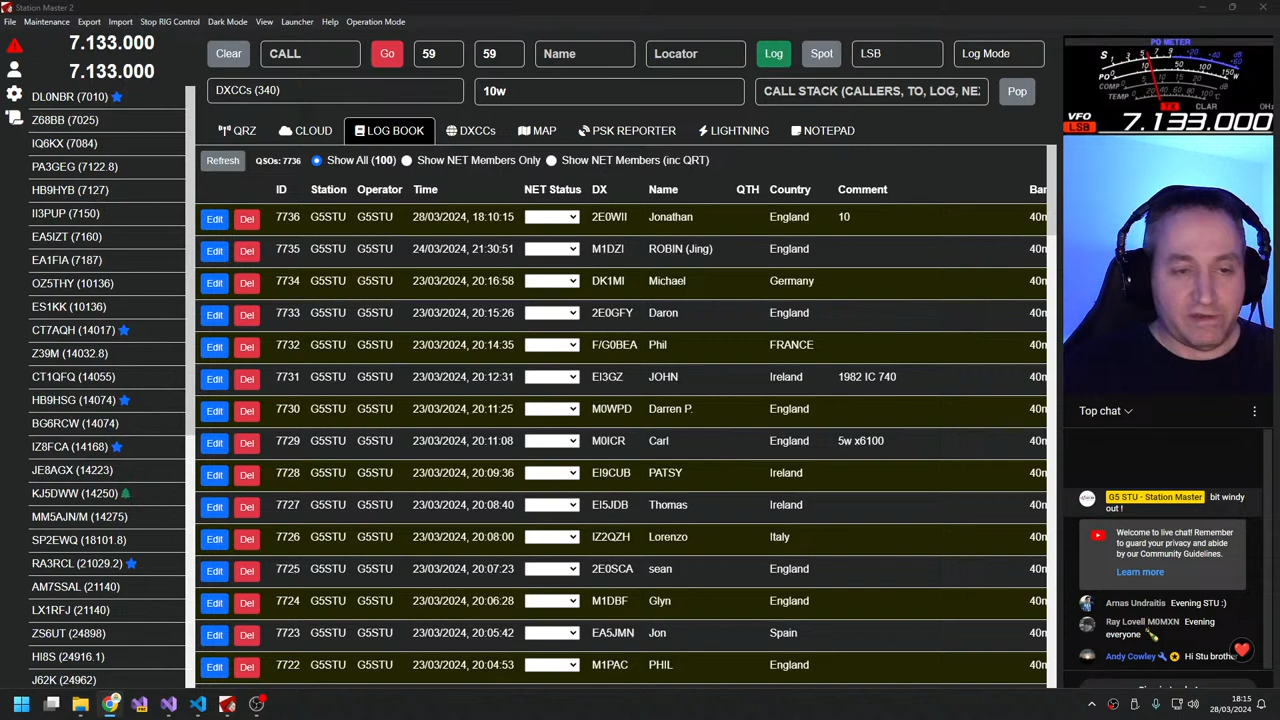 Station Master 2
File Maintenance Export Import Stop RIG Control Dark Mode View Launcher Help Operation Mode
7.133.000
7.133.000
Clear CALL Go 59 59 Name Locator Log Spot LSB Log Mode
DXCCs (340) 10w CALL STACK (CALLERS, TO, LOG, NE Pop
QRZ CLOUD LOG BOOK DXCCS MAP PSK REPORTER LIGHTNING NOTEPAD
Refresh QSOs: 7736 Show All (100) Show NET Members Only Show NET Members (inc QRT)
ID Station Operator Time NET Status DX Name QTH Country Comment Ban
Edit Del 7736 G5STU G5STU 28/03/2024, 18:10:15 2E0WII Jonathan England 10 40m
Edit Del 7735 G5STU G5STU 24/03/2024, 21:30:51 M1DZI ROBIN (Jing) England 40m
Edit Del 7734 G5STU G5STU 23/03/2024, 20:16:58 DK1MI Michael Germany 40m
Edit Del 7733 G5STU G5STU 23/03/2024, 20:15:26 2E0GFY Daron England 40m
Edit Del 7732 G5STU G5STU 23/03/2024, 20:14:35 F/G0BEA Phil FRANCE 40m
Edit Del 7731 G5STU G5STU 23/03/2024, 20:12:31 EI3GZ JOHN Ireland 1982 IC 740 40m
Edit Del 7730 G5STU G5STU 23/03/2024, 20:11:25 M0WPD Darren P. England 40m
Edit Del 7729 G5STU G5STU 23/03/2024, 20:11:08 M0ICR Carl England 5w x6100 40m
Edit Del 7728 G5STU G5STU 23/03/2024, 20:09:36 EI9CUB PATSY Ireland 40m
Edit Del 7727 G5STU G5STU 23/03/2024, 20:08:40 EI5JDB Thomas Ireland 40m
Edit Del 7726 G5STU G5STU 23/03/2024, 20:08:00 IZ2QZH Lorenzo Italy 40m
Edit Del 7725 G5STU G5STU 23/03/2024, 20:07:23 2E0SCA sean England 40m
Edit Del 7724 G5STU G5STU 23/03/2024, 20:06:28 M1DBF Glyn England 40m
Edit Del 7723 G5STU G5STU 23/03/2024, 20:05:42 EA5JMN Jon Spain 40m
Edit Del 7722 G5STU G5STU 23/03/2024, 20:04:53 M1PAC PHIL England 40m
DL0NBR (7010)
Z68BB (7025)
IQ6KX (7084)
PA3GEG (7122.8)
HB9HYB (7127)
II3PUP (7150)
EA5IZT (7160)
EA1FIA (7187)
OZ5THY (10136)
ES1KK (10136)
CT7AQH (14017)
Z39M (14032.8)
CT1QFQ (14055)
HB9HSG (14074)
BG6RCW (14074)
IZ8FCA (14168)
JE8AGX (14223)
KJ5DWW (14250)
MM5AJN/M (14275)
SP2EWQ (18101.8)
RA3RCL (21029.2)
AM7SSAL (21140)
LX1RFJ (21140)
ZS6UT (24898)
HI8S (24916.1)
J62K (24962)
PO METER
S 3 5 7 9
PO 10 50 100 150 W
COMP
TEMP
TX CLAR
VFO
LSB 7.133.000
Top chat
G5 STU - Station Master bit windy
out !
Welcome to live chat! Remember
to guard your privacy and abide
by our Community Guidelines.
Learn more
Arnas Undraitis Evening STU :)
Ray Lovell M0MXN Evening
everyone
Andy Cowley Hi Stu brother
18:15
28/03/2024